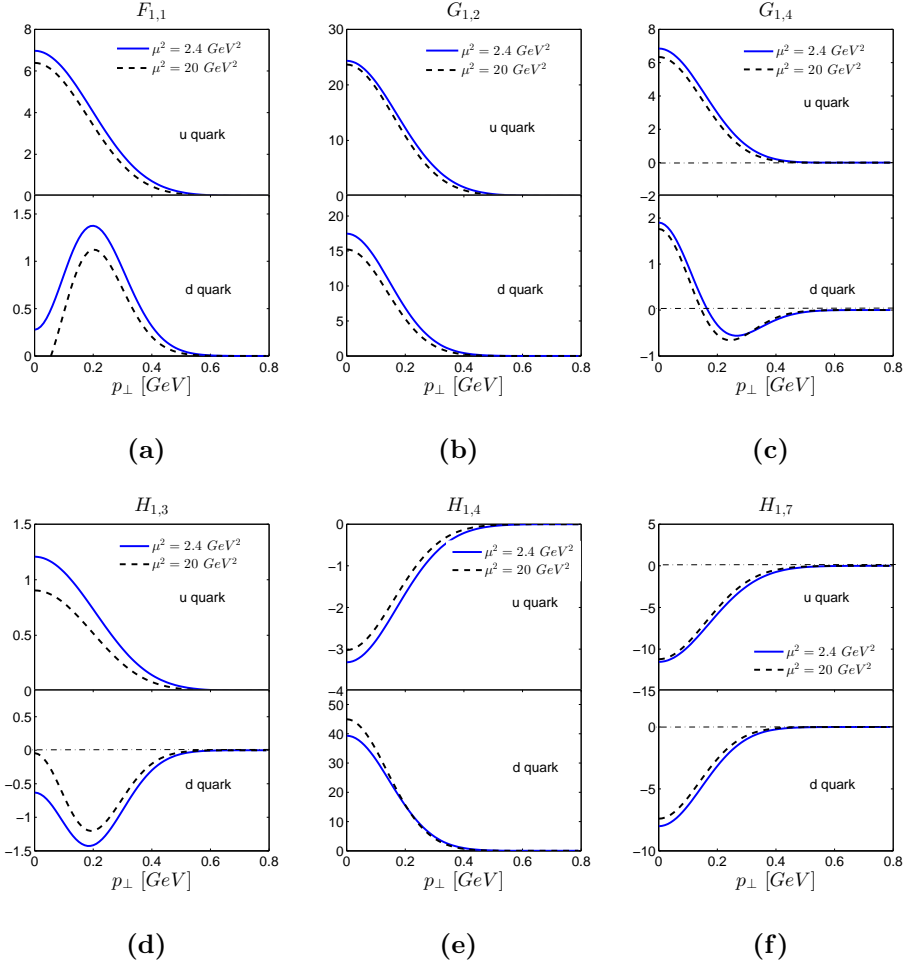 F1,1
8
6
4
2
0
μ² = 2.4 GeV²
μ² = 20 GeV²
u quark
1.5
1
0.5
0
d quark
0 0.2 0.4 0.6 0.8
p⊥ [GeV]
(a)
G1,2
30
20
10
0
μ² = 2.4 GeV²
μ² = 20 GeV²
u quark
20
15
10
5
0
d quark
0 0.2 0.4 0.6 0.8
p⊥ [GeV]
(b)
G1,4
8
6
4
2
0
−2
μ² = 2.4 GeV²
μ² = 20 GeV²
u quark
2
1
0
−1
d quark
0 0.2 0.4 0.6 0.8
p⊥ [GeV]
(c)
H1,3
1.5
1
0.5
0
μ² = 2.4 GeV²
μ² = 20 GeV²
u quark
0.5
0
−0.5
−1
−1.5
d quark
0 0.2 0.4 0.6 0.8
p⊥ [GeV]
(d)
H1,4
0
−1
−2
−3
−4
μ² = 2.4 GeV²
μ² = 20 GeV²
u quark
50
40
30
20
10
0
d quark
0 0.2 0.4 0.6 0.8
p⊥ [GeV]
(e)
H1,7
5
0
−5
−10
−15
u quark
μ² = 2.4 GeV²
μ² = 20 GeV²
0
−5
−10
d quark
0 0.2 0.4 0.6 0.8
p⊥ [GeV]
(f)